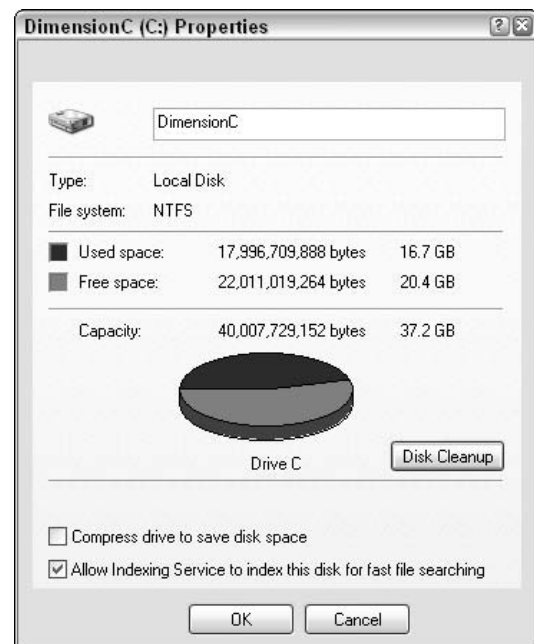 DimensionC (C:) Properties
DimensionC
Type: Local Disk
File system: NTFS
Used space: 17,996,709,888 bytes 16.7 GB
Free space: 22,011,019,264 bytes 20.4 GB
Capacity: 40,007,729,152 bytes 37.2 GB
Drive C
Disk Cleanup
Compress drive to save disk space
Allow Indexing Service to index this disk for fast file searching
OK Cancel